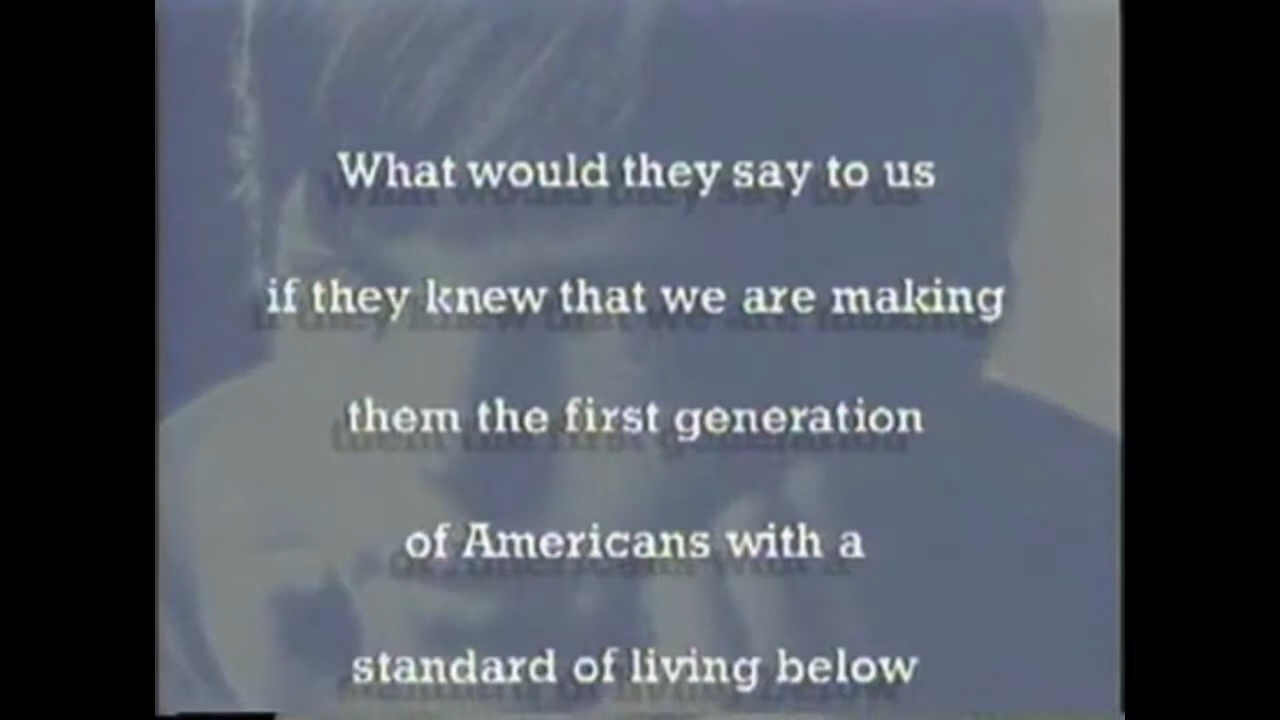 What would they say to us
if they knew that we are making
them the first generation
of Americans with a
standard of living below